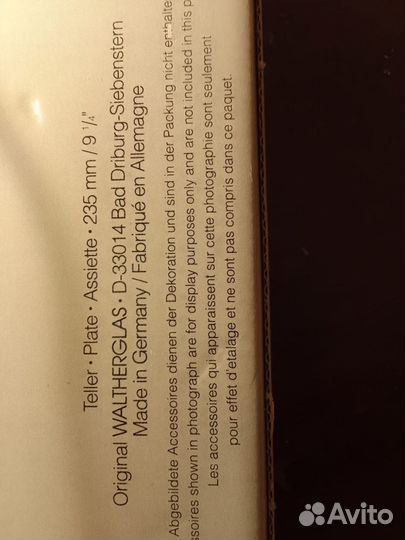 Teller • Plate • Assiette • 235 mm / 9 ¼"
Original WALTHERGLAS • D-33014 Bad Driburg-Siebenstern
Made in Germany / Fabriqué en Allemagne
Abgebildete Accessoires dienen der Dekoration und sind in der Packung nicht
shown in photograph are for display purposes only and are not included in this
Les accessoires qui apparaissent sur cette photographie sont seulement
pour effet d'etalage et ne sont pas compris dans ce paquet.
Avito